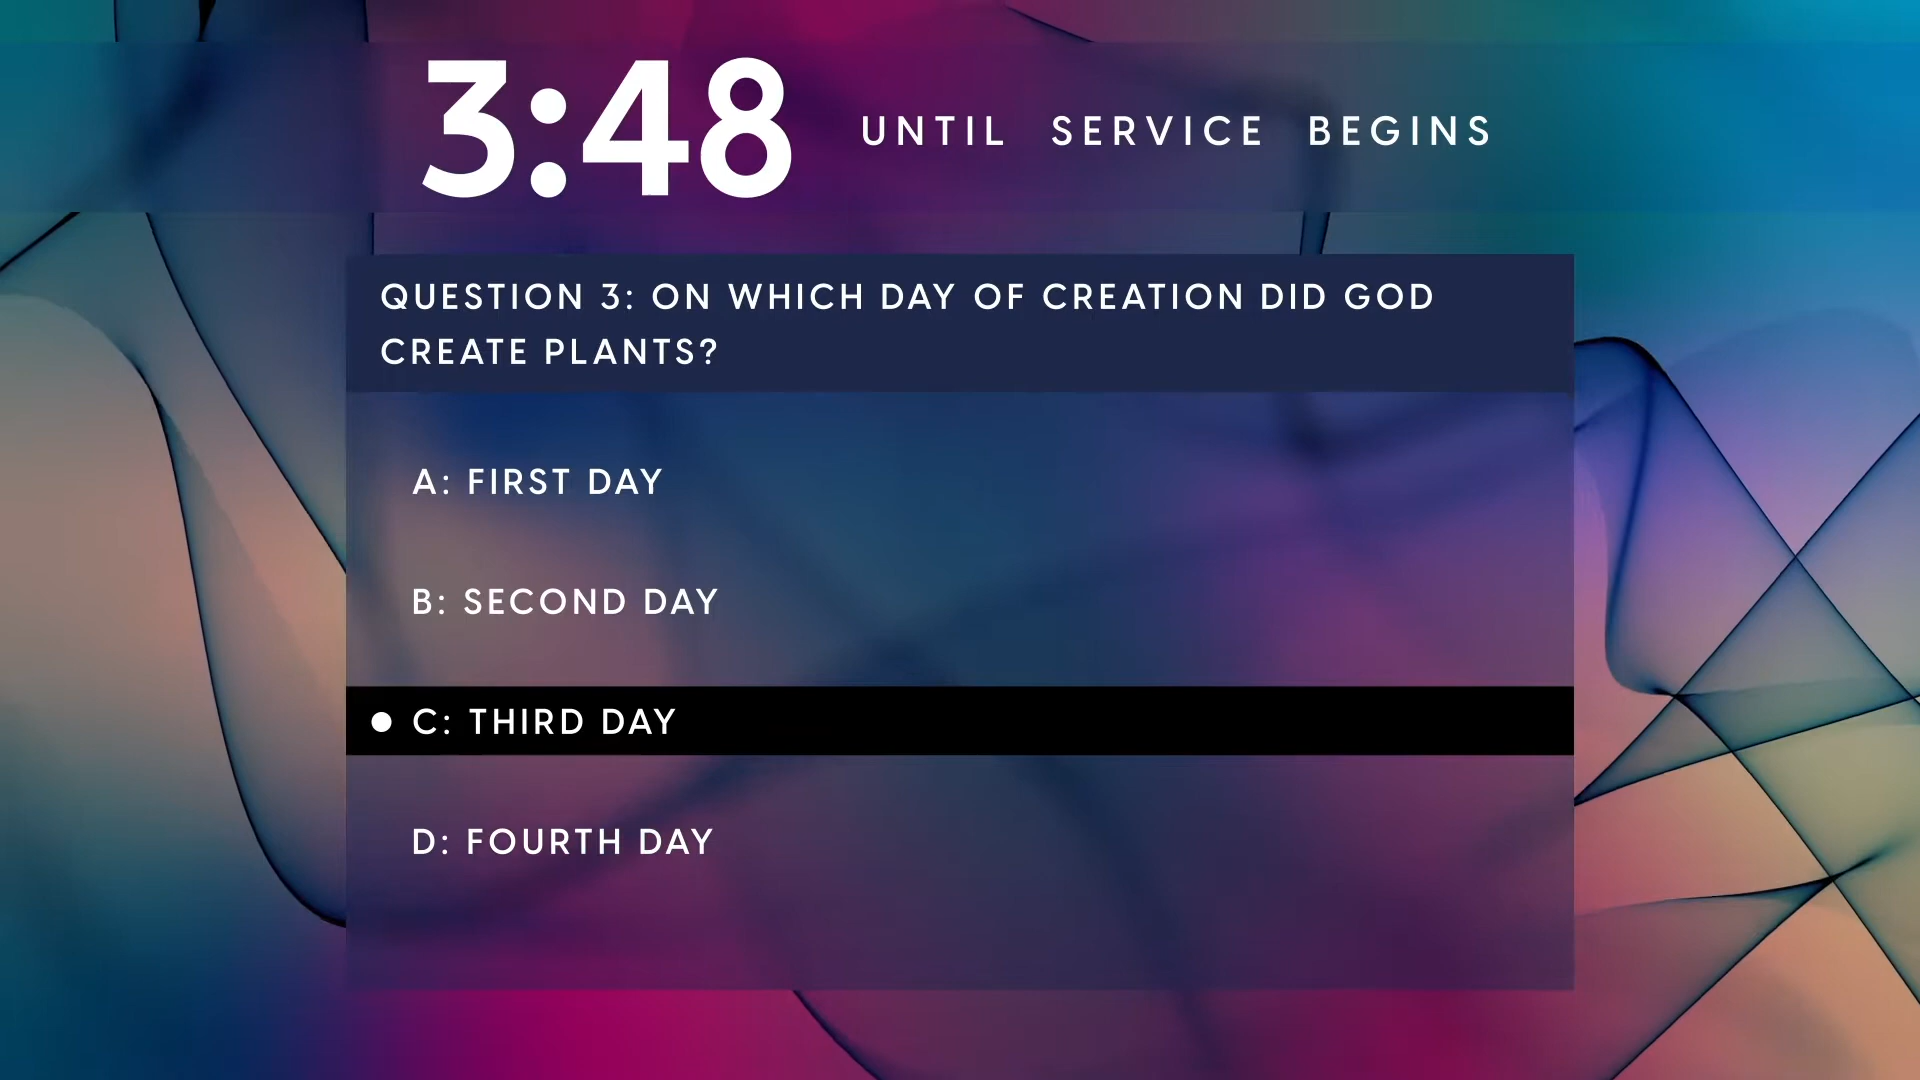 3:48 UNTIL SERVICE BEGINS
QUESTION 3: ON WHICH DAY OF CREATION DID GOD
CREATE PLANTS?
A: FIRST DAY
B: SECOND DAY
C: THIRD DAY
D: FOURTH DAY